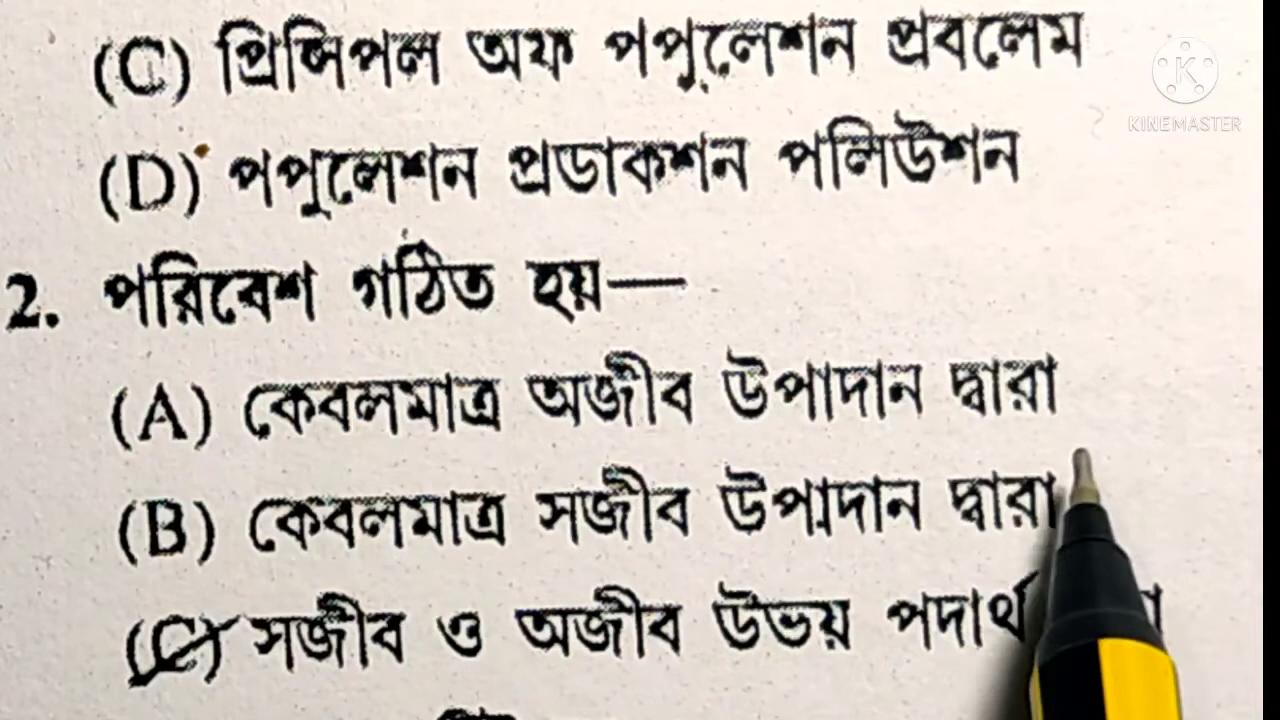 (C) প্রিন্সিপল অফ পপুলেশন প্রবলেম
KINEMASTER
(D) পপুলেশন প্রডাকশন পলিউশন
2. পরিবেশ গঠিত হয়—
(A) কেবলমাত্র অজীব উপাদান দ্বারা
(B) কেবলমাত্র সজীব উপাদান দ্বারা
(C) সজীব ও অজীব উভয় পদার্থ